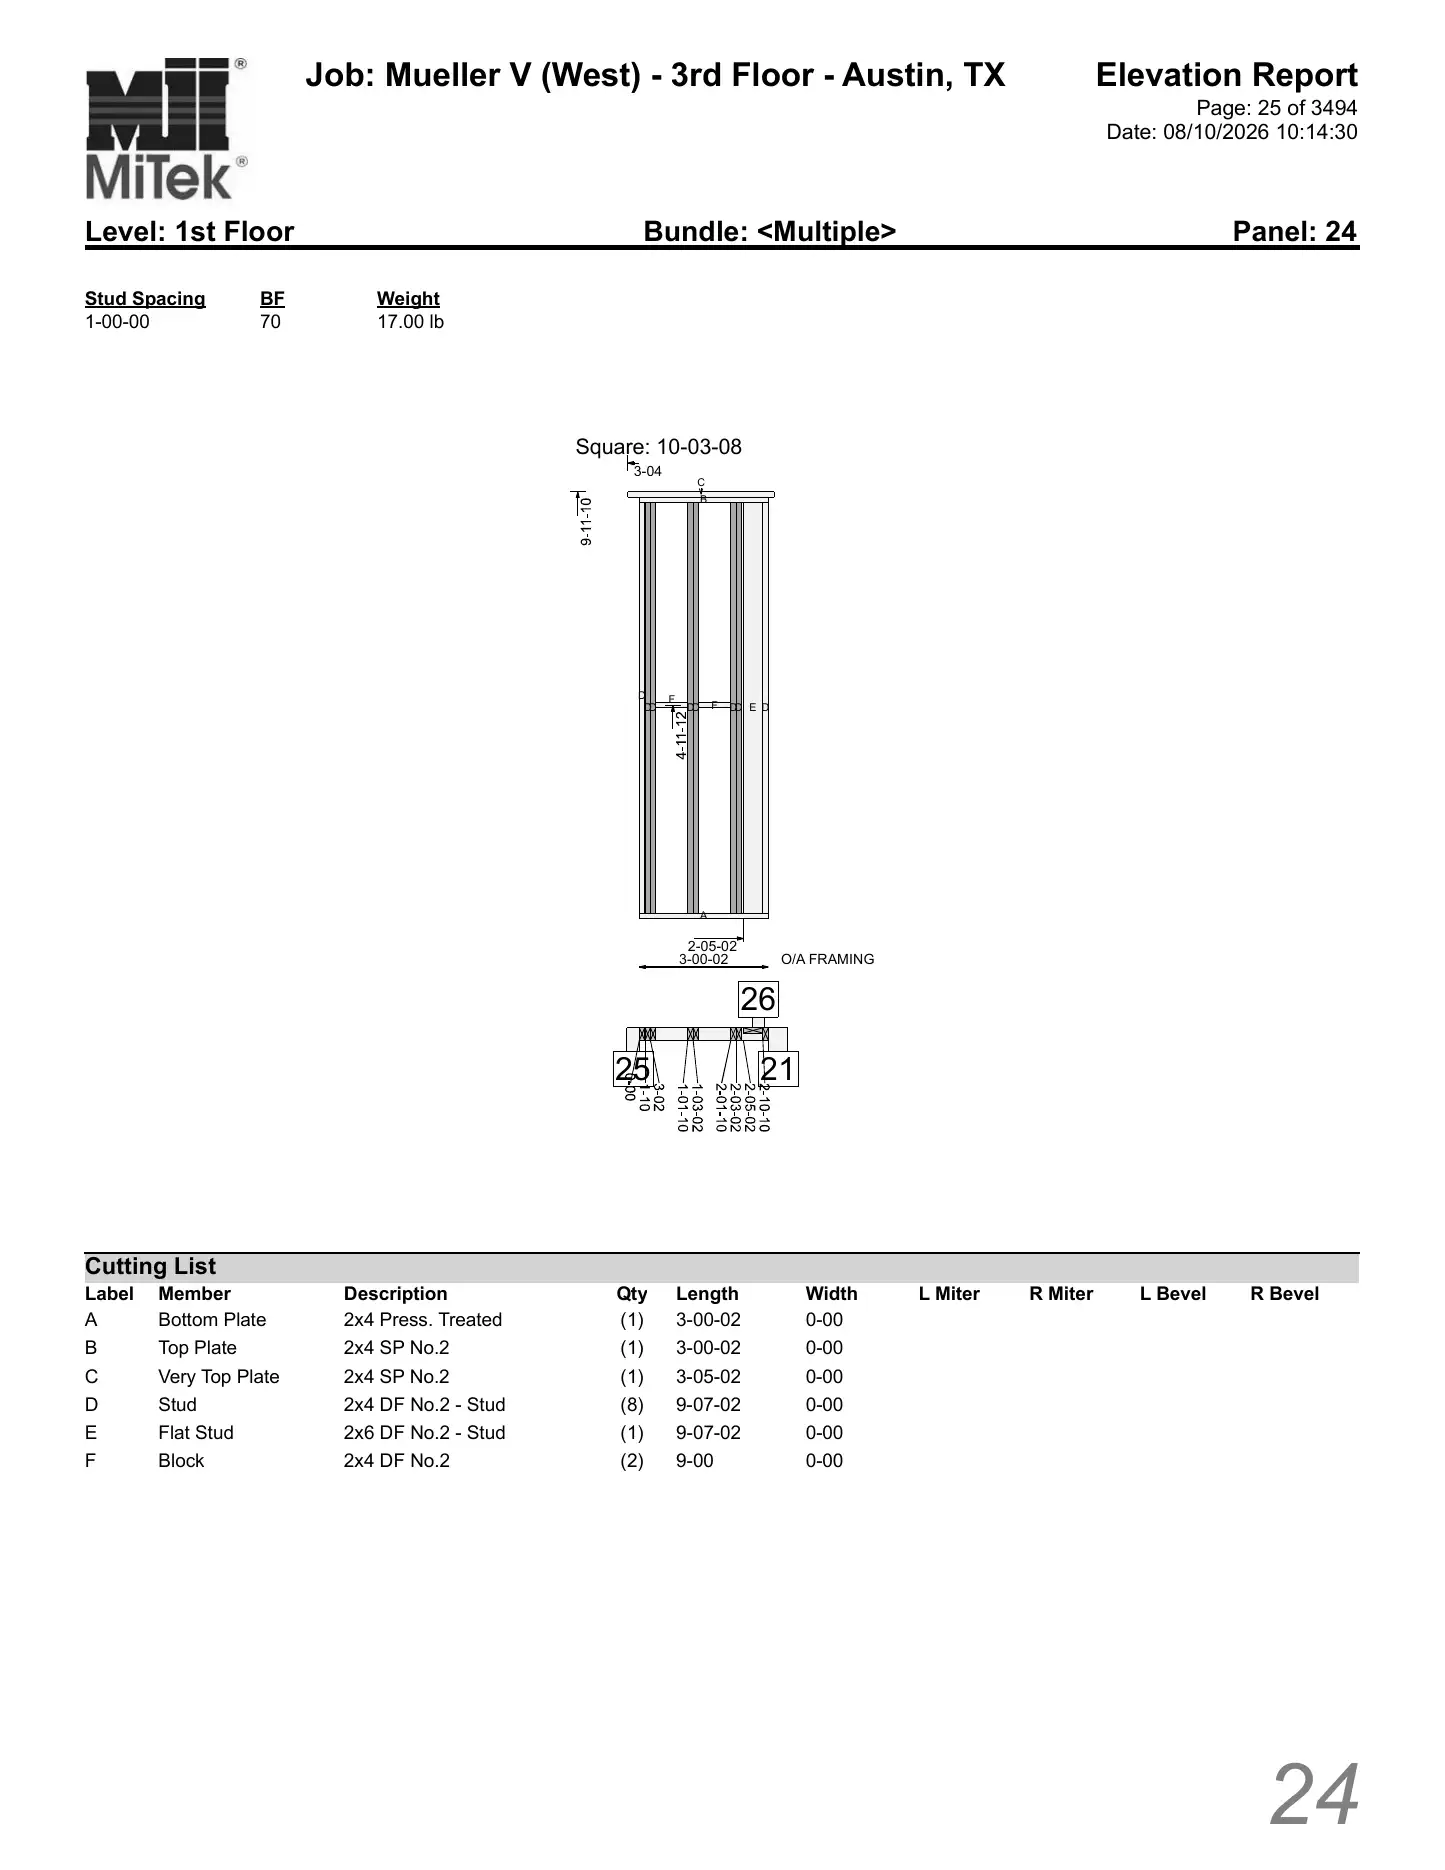 Job: Mueller V (West) - 3rd Floor - Austin, TX
Elevation Report
Page: 25 of 3494
Date: 08/10/2026 10:14:30
MiTek®
Level: 1st Floor Bundle: <Multiple> Panel: 24
Stud Spacing BF Weight
1-00-00 70 17.00 lb
Square: 10-03-08
3-04
C
B
9-11-10
D F
D D D D F D D E D
4-11-12
A
2-05-02
3-00-02 O/A FRAMING
26
25 21
0-00 1-10 3-02 1-01-10 1-03-02 2-01-10 2-03-02 2-05-02 2-10-10
Cutting List
Label Member Description Qty Length Width L Miter R Miter L Bevel R Bevel
A Bottom Plate 2x4 Press. Treated (1) 3-00-02 0-00
B Top Plate 2x4 SP No.2 (1) 3-00-02 0-00
C Very Top Plate 2x4 SP No.2 (1) 3-05-02 0-00
D Stud 2x4 DF No.2 - Stud (8) 9-07-02 0-00
E Flat Stud 2x6 DF No.2 - Stud (1) 9-07-02 0-00
F Block 2x4 DF No.2 (2) 9-00 0-00
24